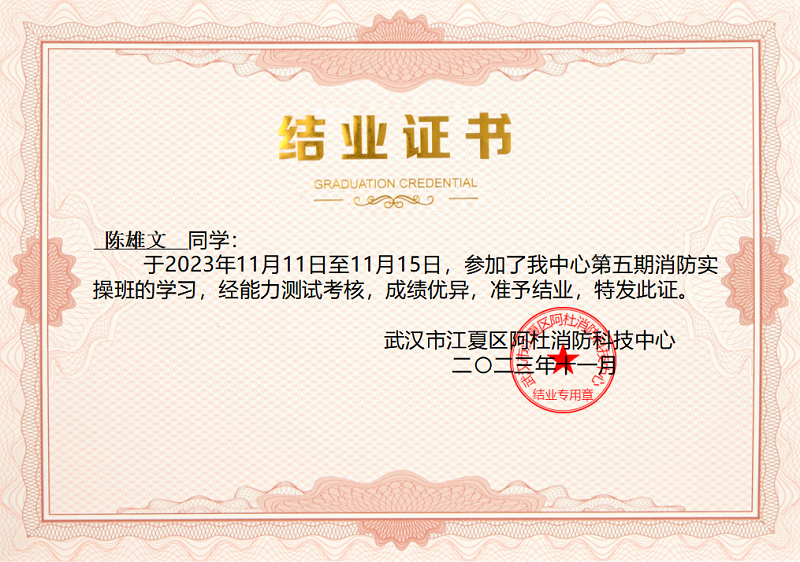 结业证书
GRADUATION CREDENTIAL
陈雄文 同学：
于2023年11月11日至11月15日，参加了我中心第五期消防实
操班的学习，经能力测试考核，成绩优异，准予结业，特发此证。
武汉市江夏区阿杜消防科技中心
二〇二三年十一月
武汉市江夏区阿杜消防科技中心
结业专用章